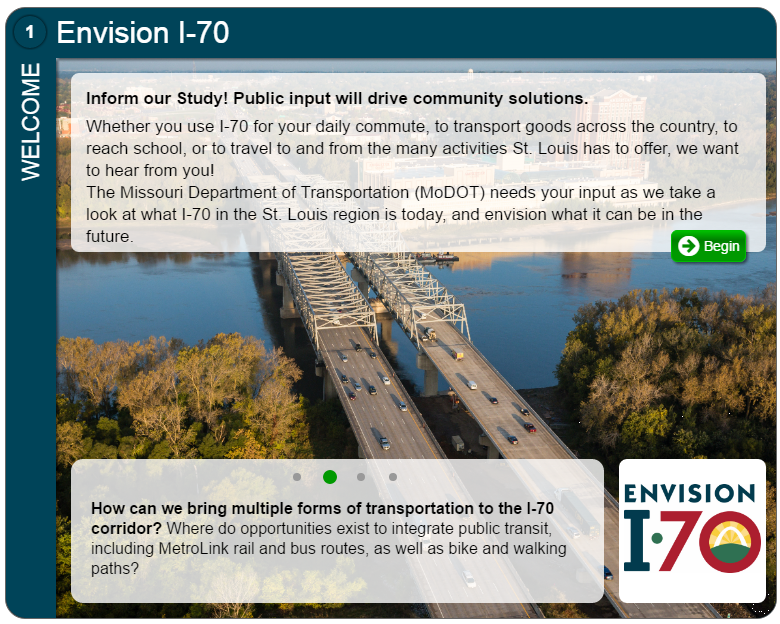 1 Envision I-70
WELCOME
Inform our Study! Public input will drive community solutions.
Whether you use I-70 for your daily commute, to transport goods across the country, to
reach school, or to travel to and from the many activities St. Louis has to offer, we want
to hear from you!
The Missouri Department of Transportation (MoDOT) needs your input as we take a
look at what I-70 in the St. Louis region is today, and envision what it can be in the
future.
Begin
How can we bring multiple forms of transportation to the I-70
corridor? Where do opportunities exist to integrate public transit,
including MetroLink rail and bus routes, as well as bike and walking
paths?
ENVISION
I·70